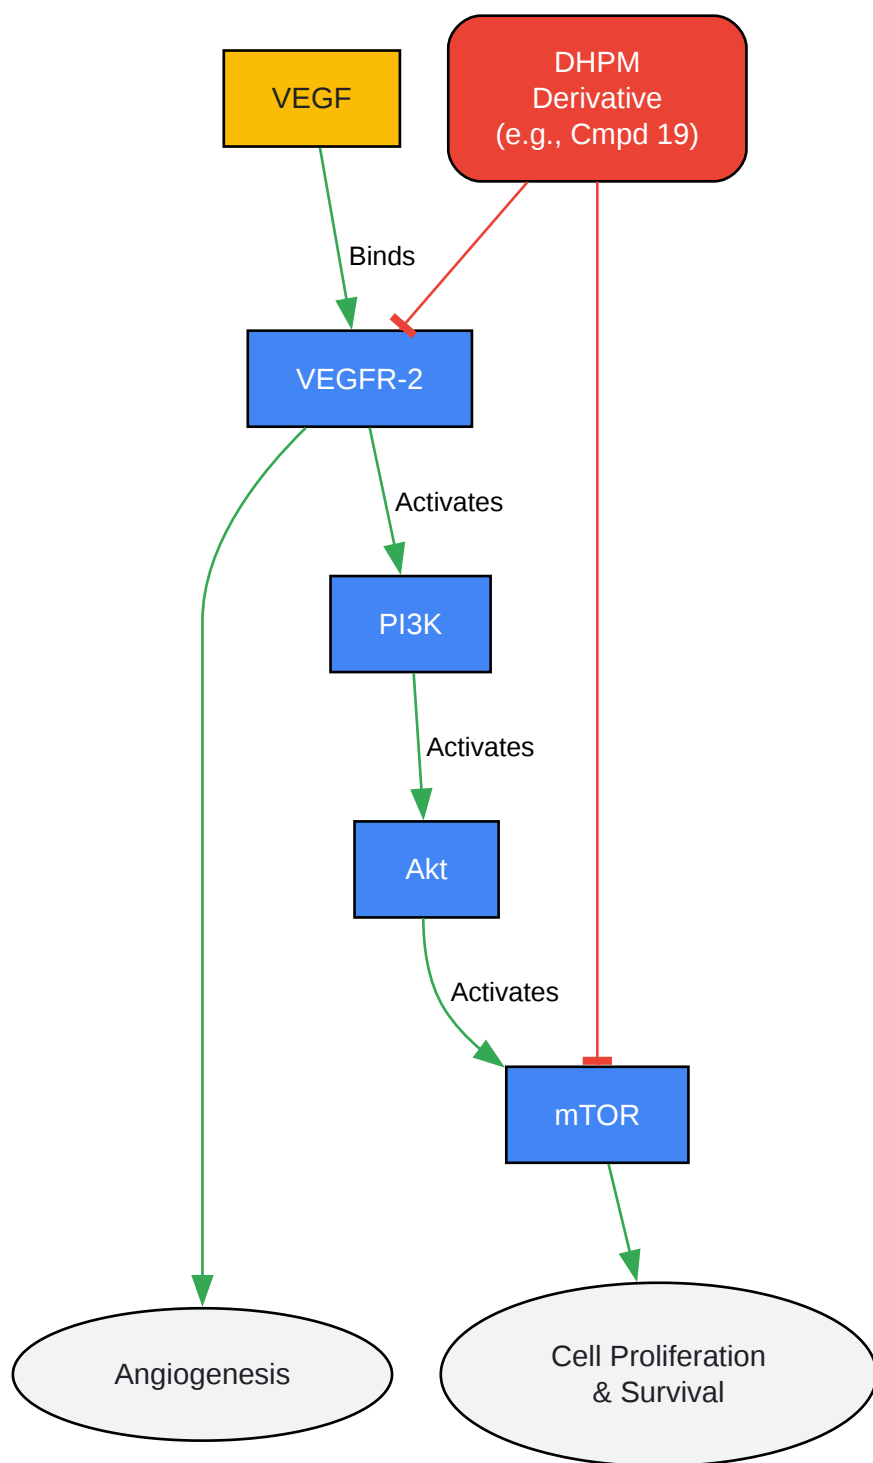 VEGF
DHPM
Derivative
(e.g., Cmpd 19)
Binds
VEGFR-2
Activates
PI3K
Activates
Akt
Activates
mTOR
Angiogenesis
Cell Proliferation
& Survival